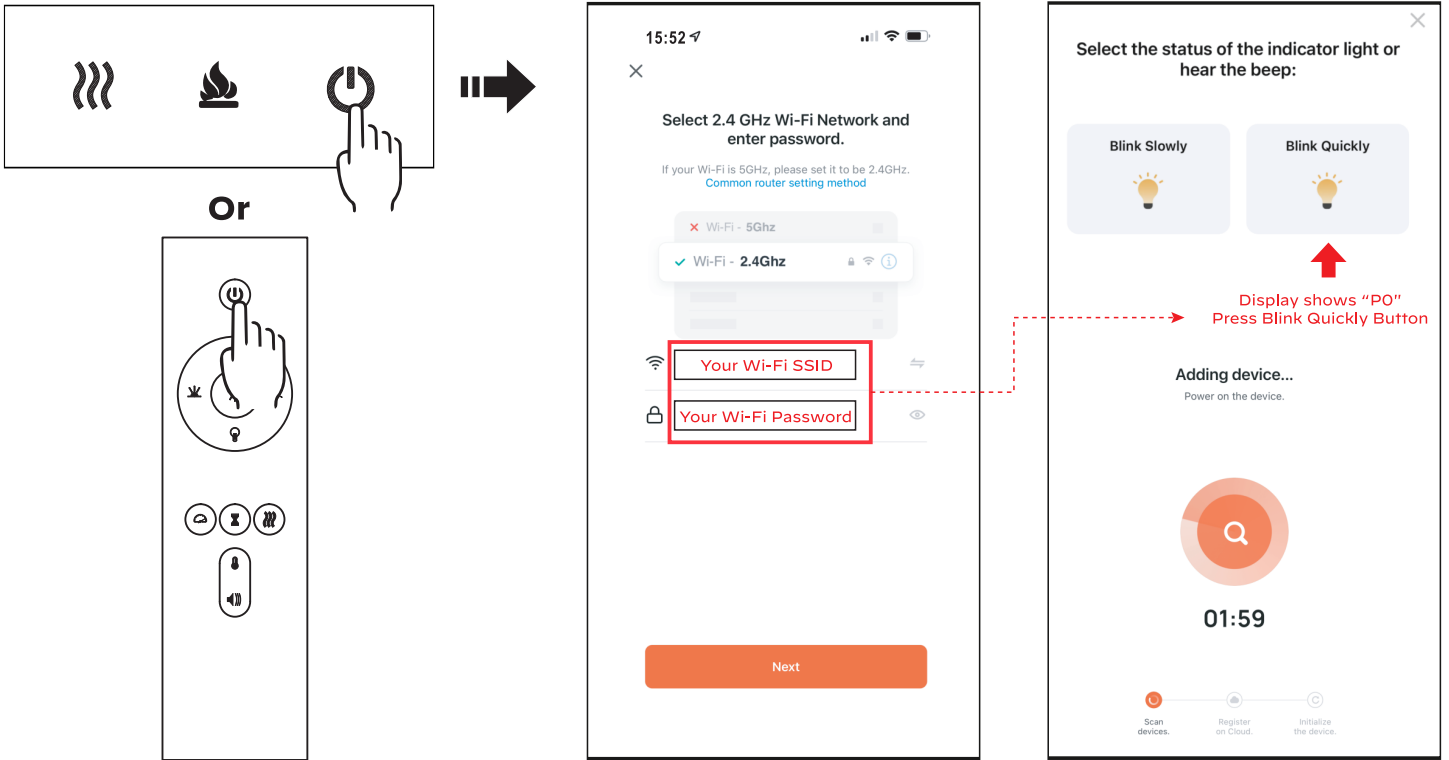 Or
15:52
Select 2.4 GHz Wi-Fi Network and
enter password.
If your Wi-Fi is 5GHz, please set it to be 2.4GHz.
Common router setting method
Wi-Fi - 5Ghz
Wi-Fi - 2.4Ghz
Your Wi-Fi SSID
Your Wi-Fi Password
Next
Select the status of the indicator light or
hear the beep:
Blink Slowly
Blink Quickly
Display shows “P0”
Press Blink Quickly Button
Adding device...
Power on the device.
01:59
Scan
devices.
Register
on Cloud.
Initialize
the device.